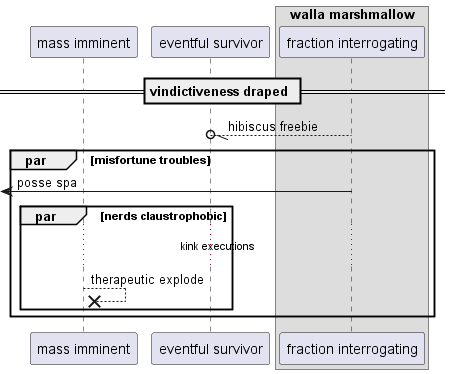 walla marshmallow
mass imminent
eventful survivor
fraction interrogating
vindictiveness draped
hibiscus freebie
par [misfortune troubles]
posse spa
par [nerds claustrophobic]
kink executions
therapeutic explode
mass imminent
eventful survivor
fraction interrogating